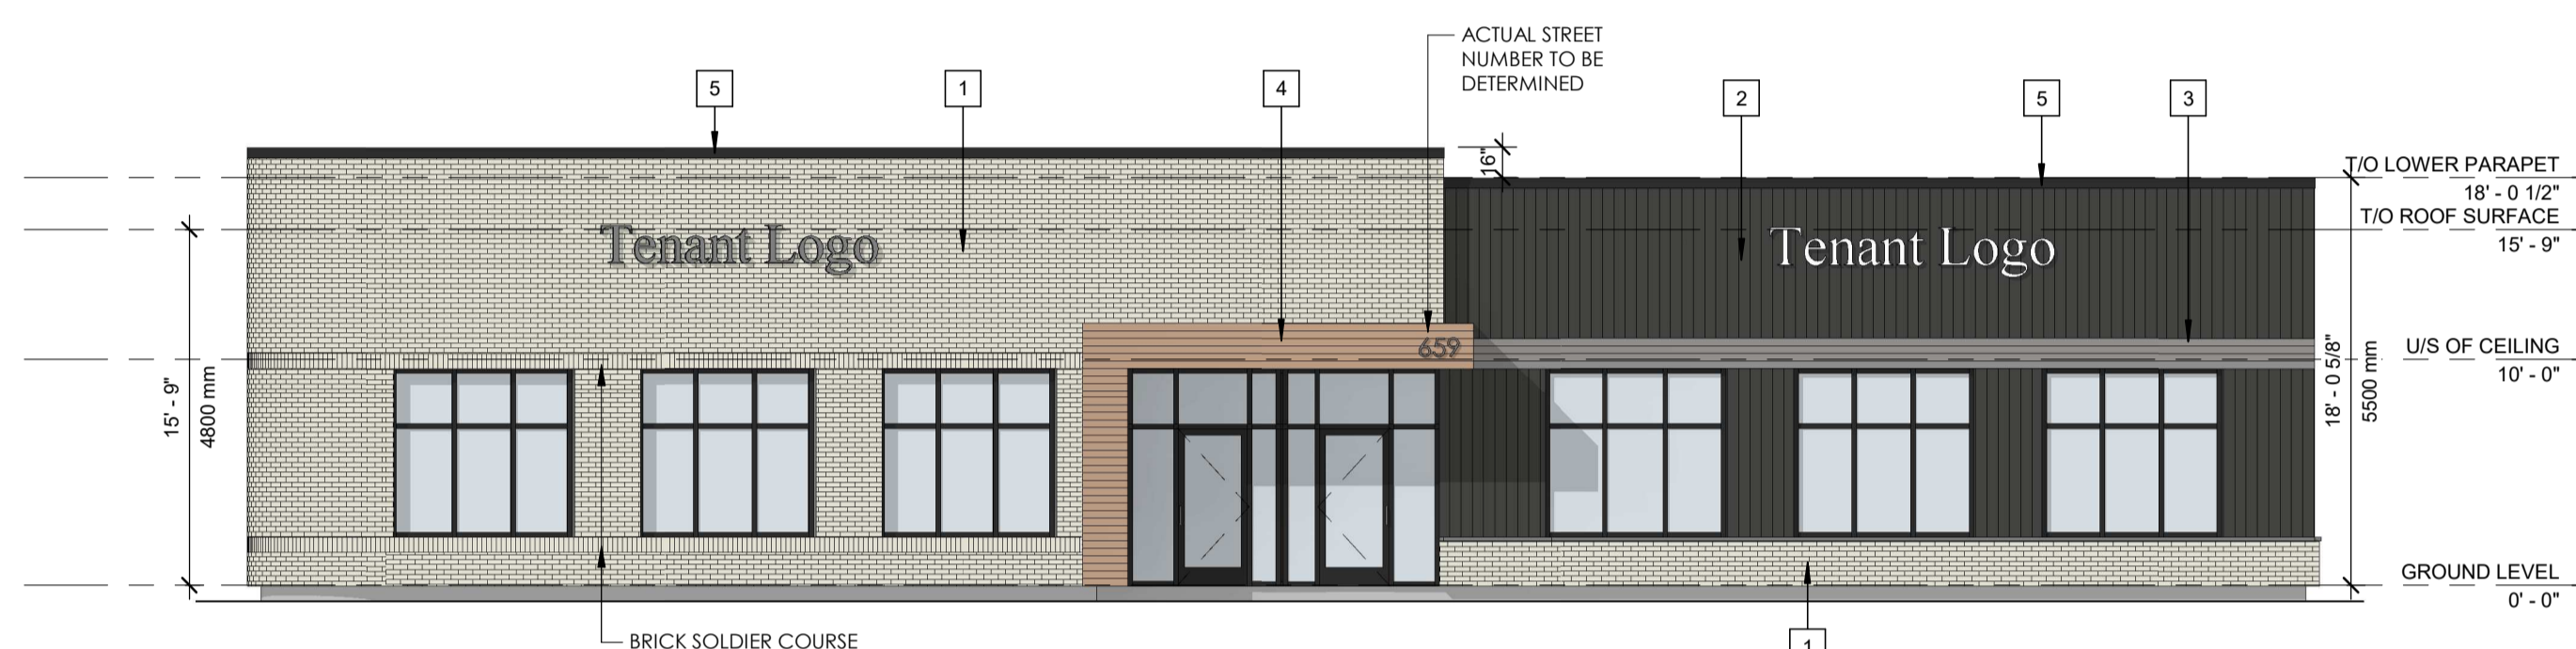 ACTUAL STREET
NUMBER TO BE
DETERMINED
5
1
4
2
5
3
16"
T/O LOWER PARAPET
18' - 0 1/2"
T/O ROOF SURFACE
15' - 9"
Tenant Logo
Tenant Logo
659
U/S OF CEILING
10' - 0"
15' - 9"
4800 mm
18' - 0 5/8"
5500 mm
GROUND LEVEL
0' - 0"
BRICK SOLDIER COURSE
1